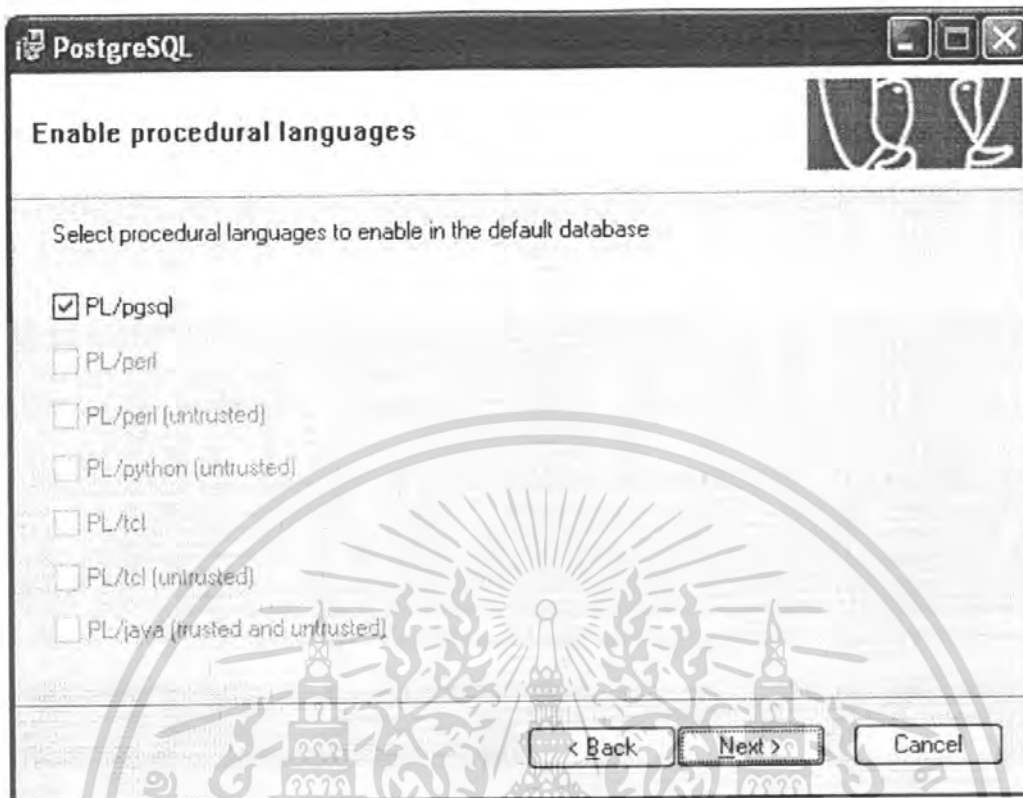 PostgreSQL
Enable procedural languages
Select procedural languages to enable in the default database
PL/pgsql
PL/perl
PL/perl (untrusted)
PL/python (untrusted)
PL/tcl
PL/tcl (untrusted)
PL/java (trusted and untrusted)
< Back Next > Cancel